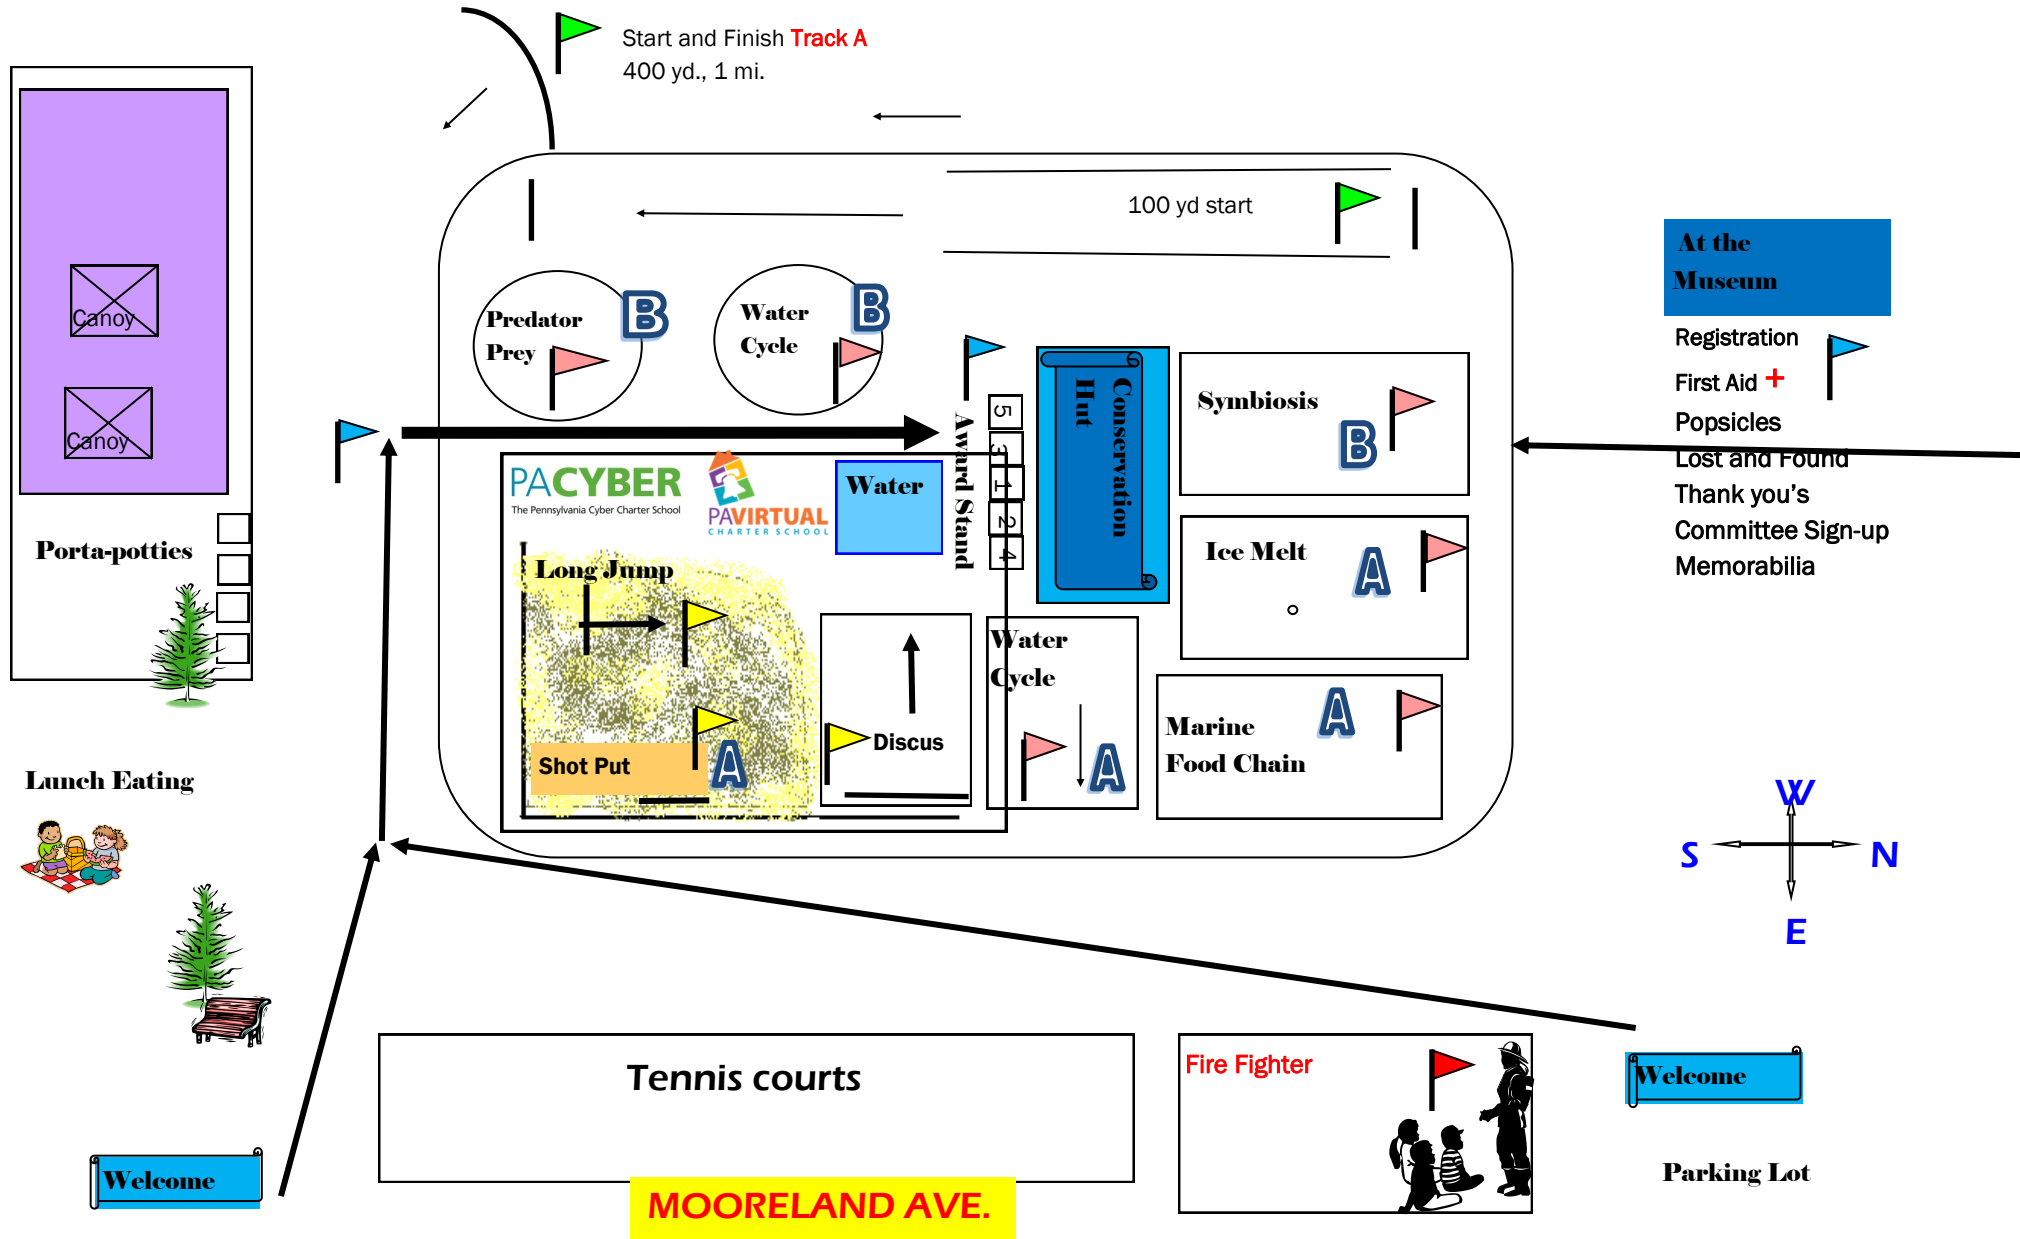 Start and Finish Track A
400 yd., 1 mi.
100 yd start
At the
Museum
Registration
First Aid +
Popsicles
Lost and Found
Thank you's
Committee Sign-up
Memorabilia
Canoy
Canoy
Porta-potties
Predator
Prey
B
Water
Cycle
B
Award Stand
5
3
1
2
4
Conservation
Hut
Symbiosis
B
PACYBER
The Pennsylvania Cyber Charter School
PAVIRTUAL
CHARTER SCHOOL
Water
Ice Melt
A
Long Jump
Shot Put
A
Discus
Water
Cycle
A
Marine
Food Chain
A
Lunch Eating
W
S
N
E
Tennis courts
Fire Fighter
Welcome
Parking Lot
Welcome
MOORELAND AVE.